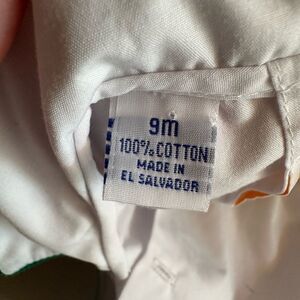 9m
100% COTTON
MADE IN
EL SALVADOR